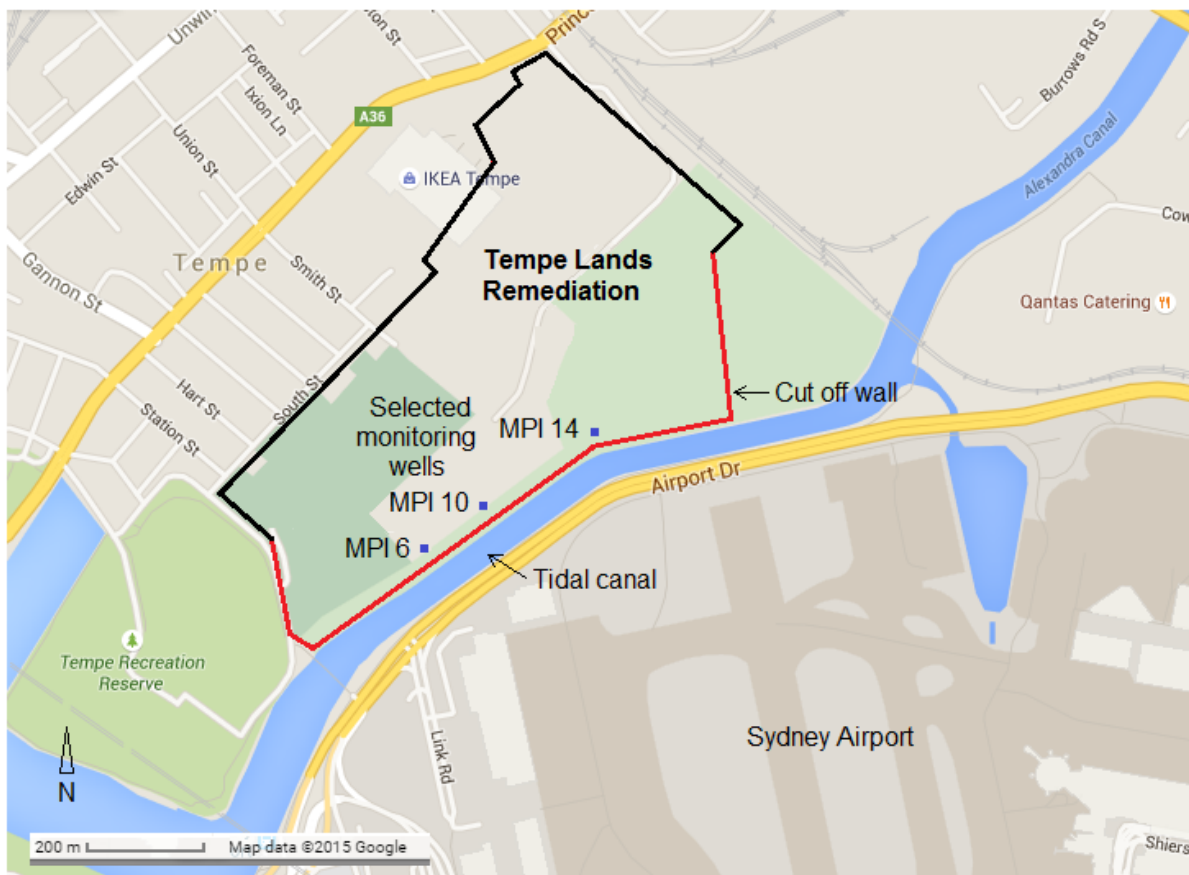 Princ
Unwin
Foreman St
Ixion Ln
Union St
Edwin St
A36
IKEA Tempe
Burrows Rd S
Alexandra Canal
Cow
Tempe
Gannon St
Smith St
Tempe Lands
Remediation
Qantas Catering
Hart St
South St
Station St
Selected
monitoring
wells
Cut off wall
MPI 14
MPI 10
MPI 6
Airport Dr
Tidal canal
Tempe Recreation
Reserve
Link Rd
Sydney Airport
N
200 m
Map data ©2015 Google
Shiers